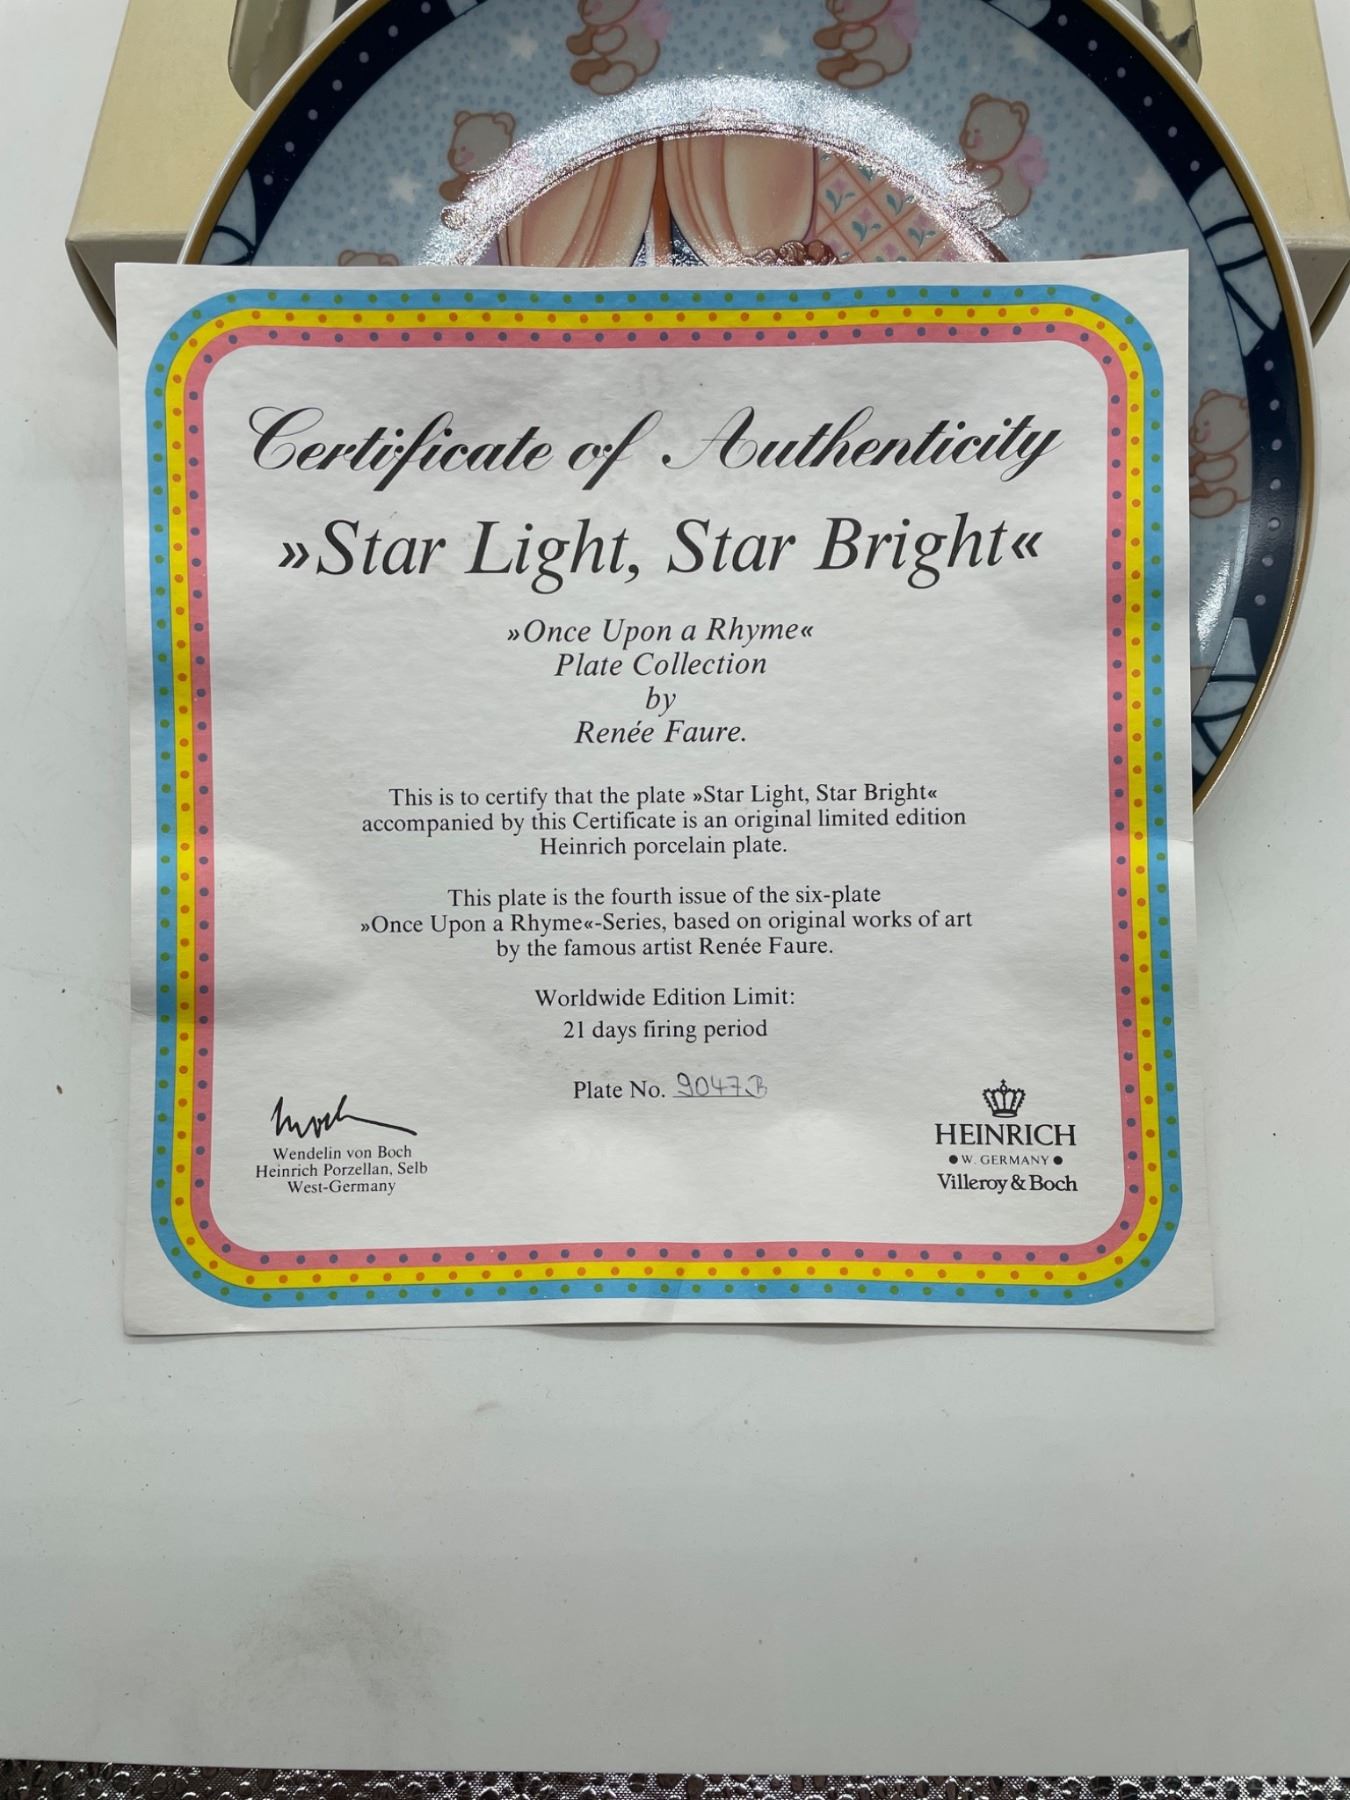 Certificate of Authenticity
»Star Light, Star Bright«
»Once Upon a Rhyme«
Plate Collection
by
Renée Faure.
This is to certify that the plate »Star Light, Star Bright«
accompanied by this Certificate is an original limited edition
Heinrich porcelain plate.
This plate is the fourth issue of the six-plate
»Once Upon a Rhyme«-Series, based on original works of art
by the famous artist Renée Faure.
Worldwide Edition Limit:
21 days firing period
Plate No. 9047B
Wendelin von Boch
Heinrich Porzellan, Selb
West-Germany
HEINRICH
●W. GERMANY●
Villeroy & Boch